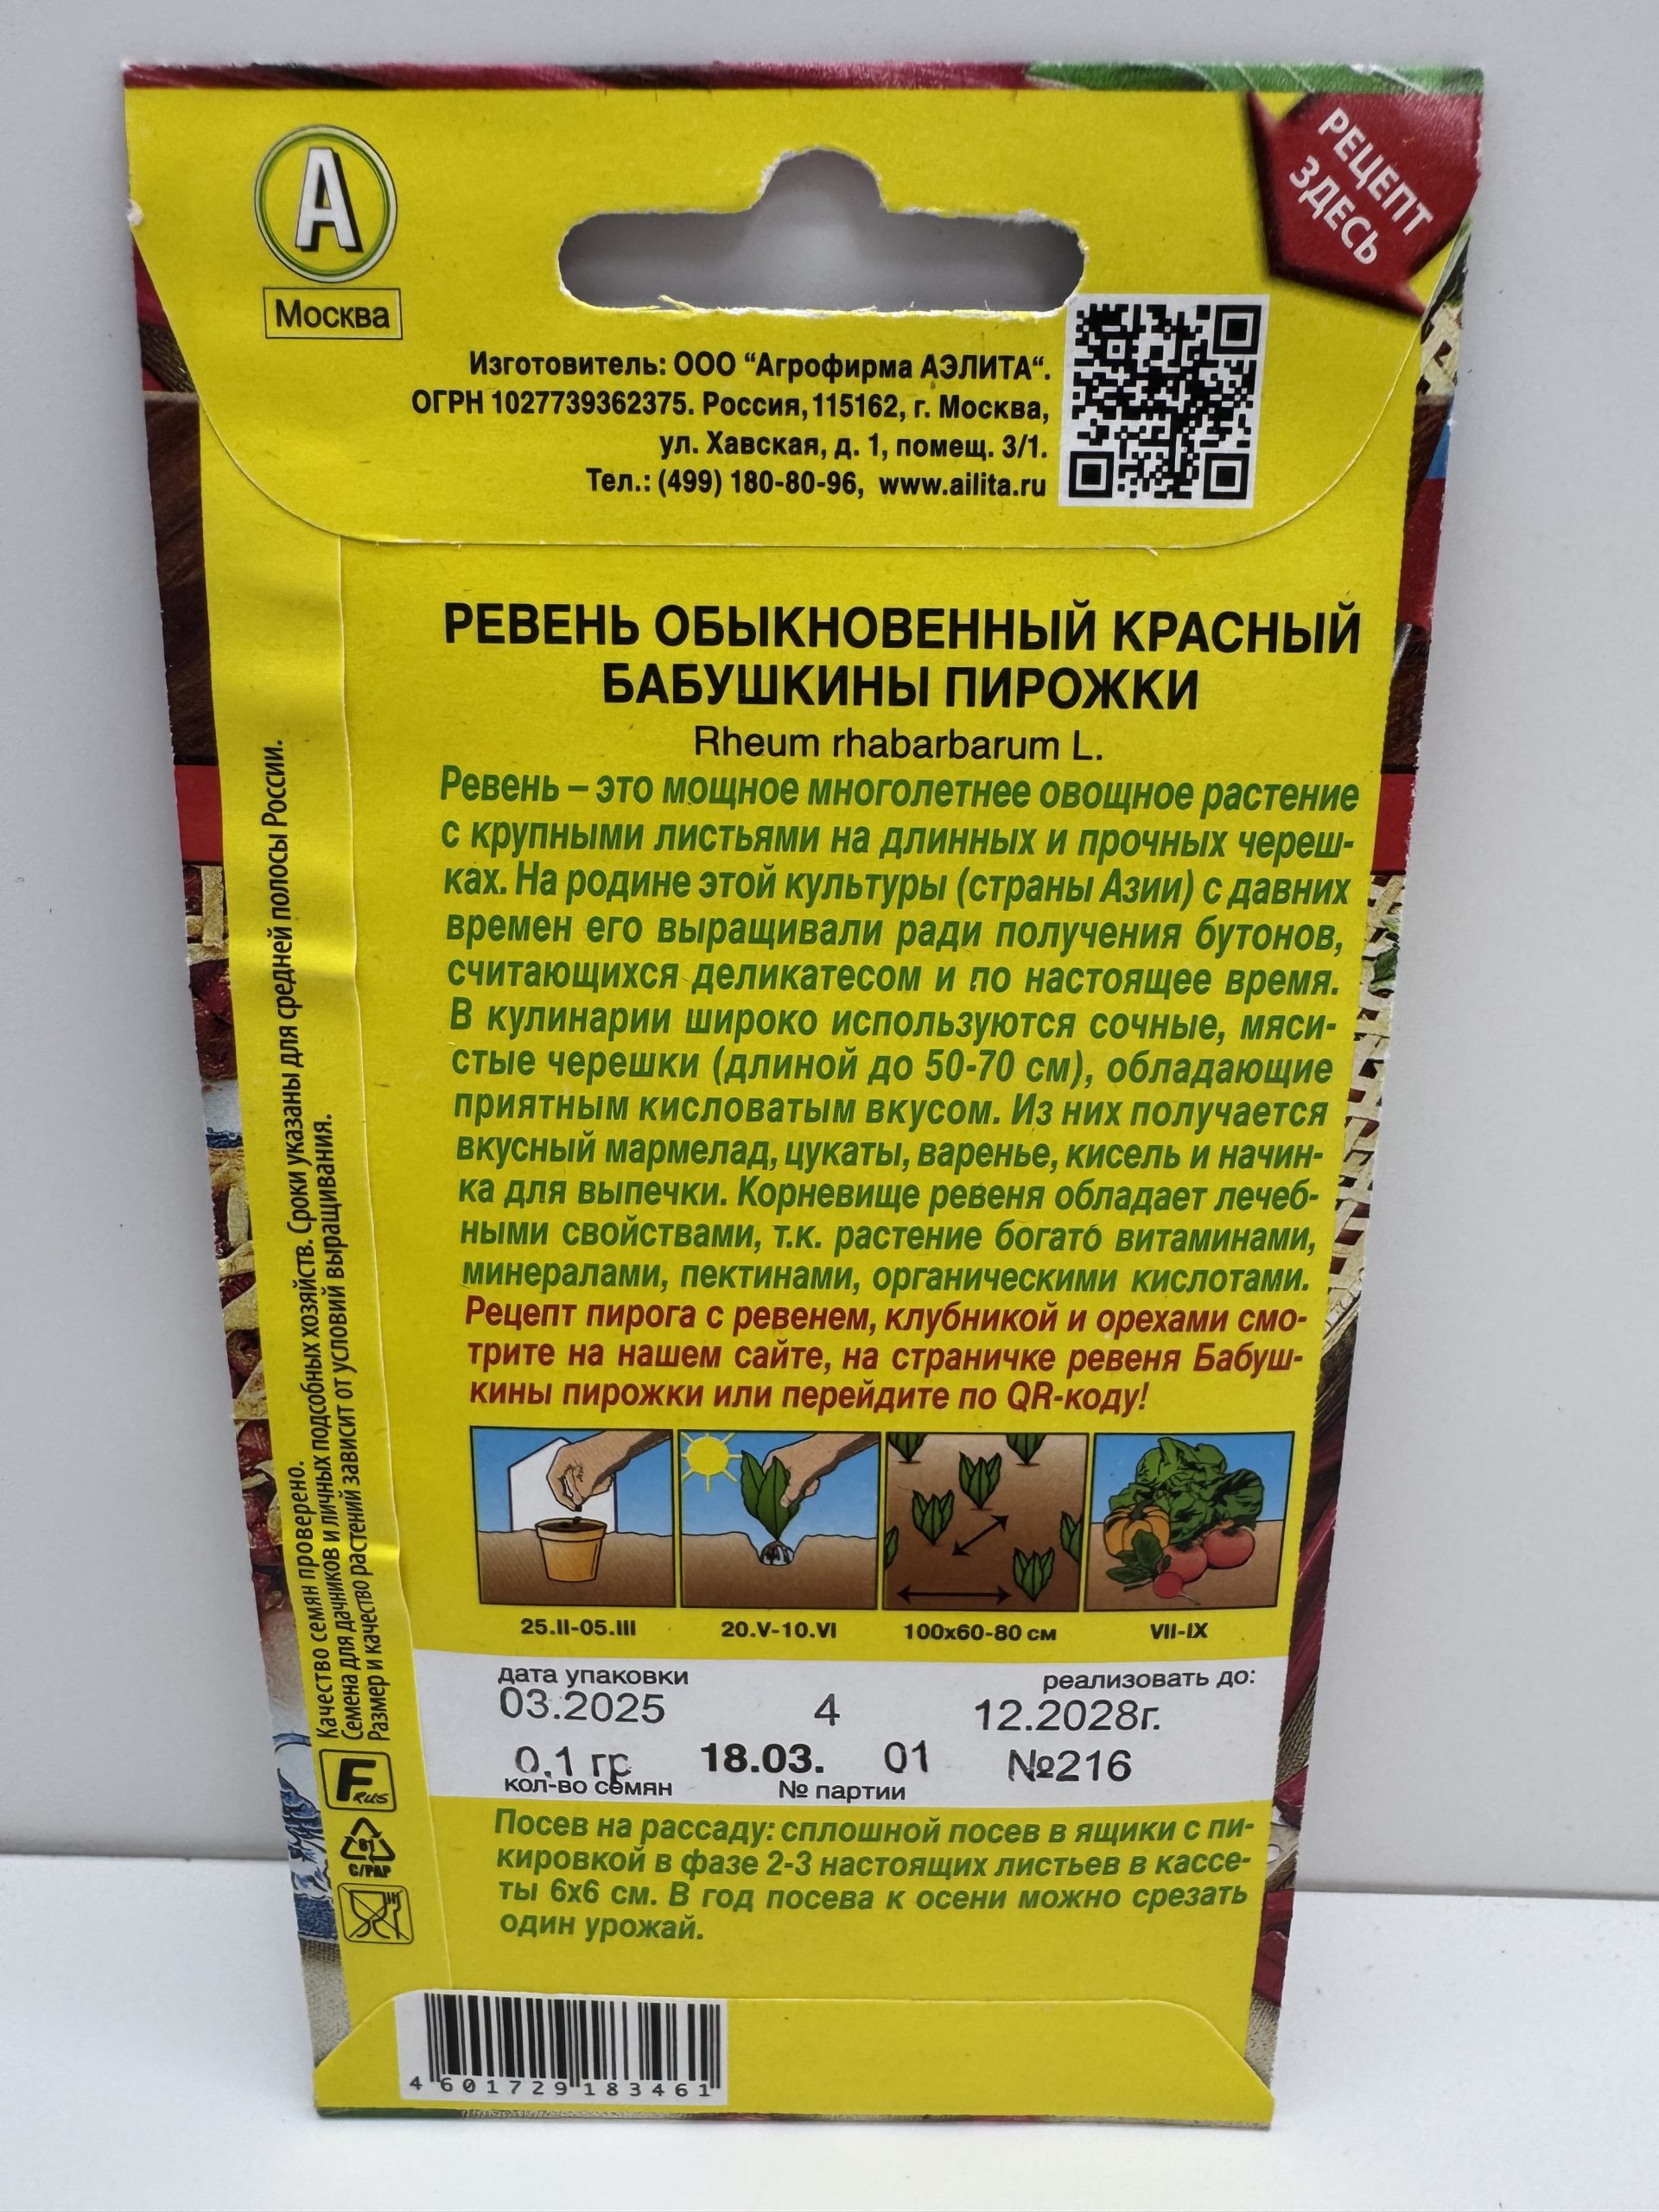 РЕЦЕПТ
ЗДЕСЬ
А
Москва
Изготовитель: ООО “Агрофирма АЭЛИТА“.
ОГРН 1027739362375. Россия, 115162, г. Москва,
ул. Хавская, д. 1, помещ. 3/1.
Тел.: (499) 180-80-96, www.ailita.ru
РЕВЕНЬ ОБЫКНОВЕННЫЙ КРАСНЫЙ
БАБУШКИНЫ ПИРОЖКИ
Rheum rhabarbarum L.
Ревень – это мощное многолетнее овощное растение
с крупными листьями на длинных и прочных череш-
ках. На родине этой культуры (страны Азии) с давних
времен его выращивали ради получения бутонов,
считающихся деликатесом и по настоящее время.
В кулинарии широко используются сочные, мяси-
стые черешки (длиной до 50-70 см), обладающие
приятным кисловатым вкусом. Из них получается
вкусный мармелад, цукаты, варенье, кисель и начин-
ка для выпечки. Корневище ревеня обладает лечеб-
ными свойствами, т.к. растение богато витаминами,
минералами, пектинами, органическими кислотами.
Рецепт пирога с ревенем, клубникой и орехами смо-
трите на нашем сайте, на страничке ревеня Бабуш-
кины пирожки или перейдите по QR-коду!
25.II-05.III
20.V-10.VI
100х60-80 см
VII-IX
дата упаковки
реализовать до:
03.2025
4
12.2028г.
0,1 гр
18.03.
01
№216
кол-во семян
№ партии
Посев на рассаду: сплошной посев в ящики с пи-
кировкой в фазе 2-3 настоящих листьев в кассе-
ты 6х6 см. В год посева к осени можно срезать
один урожай.
Качество семян проверено.
Семена для дачников и личных подсобных хозяйств. Сроки указаны для средней полосы России.
Размер и качество растений зависит от условий выращивания.
F RUS
81
C/PAP
4 601729 183461